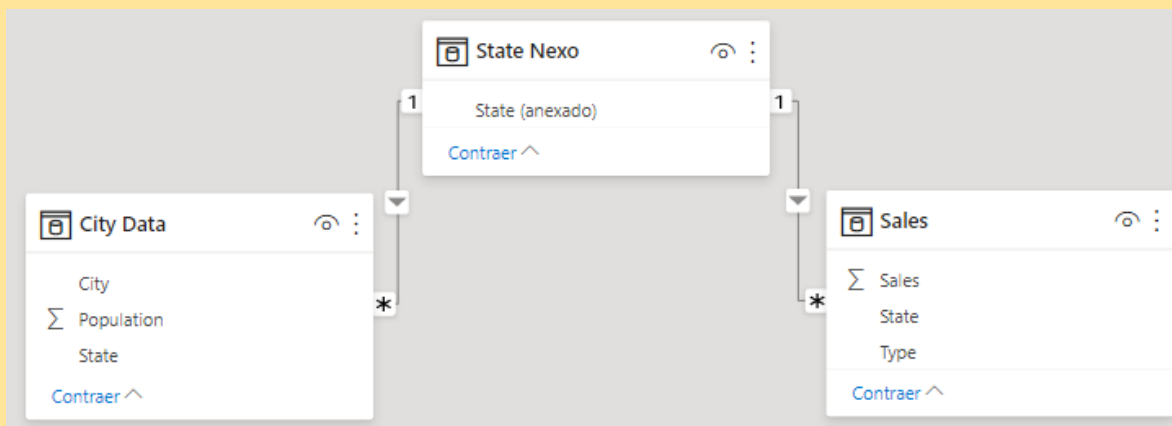 State Nexo
State (anexado)
Contraer
1
1
City Data
City
Population
State
Contraer
*
Sales
Sales
State
Type
Contraer
*